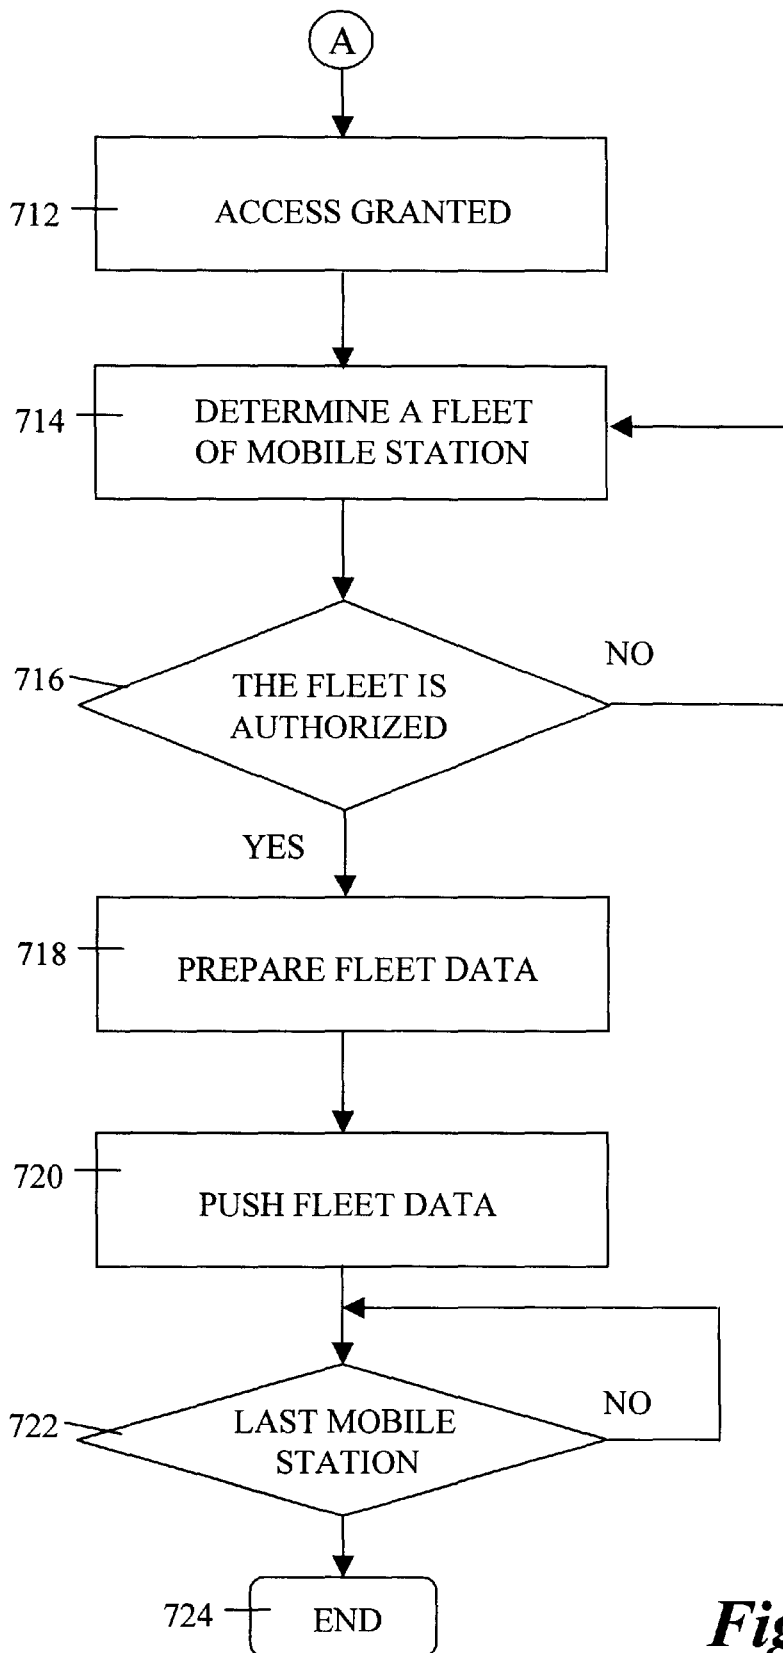 A
712
ACCESS GRANTED
714
DETERMINE A FLEET
OF MOBILE STATION
716
THE FLEET IS
AUTHORIZED
NO
YES
718
PREPARE FLEET DATA
720
PUSH FLEET DATA
722
LAST MOBILE
STATION
NO
724
END
Fig